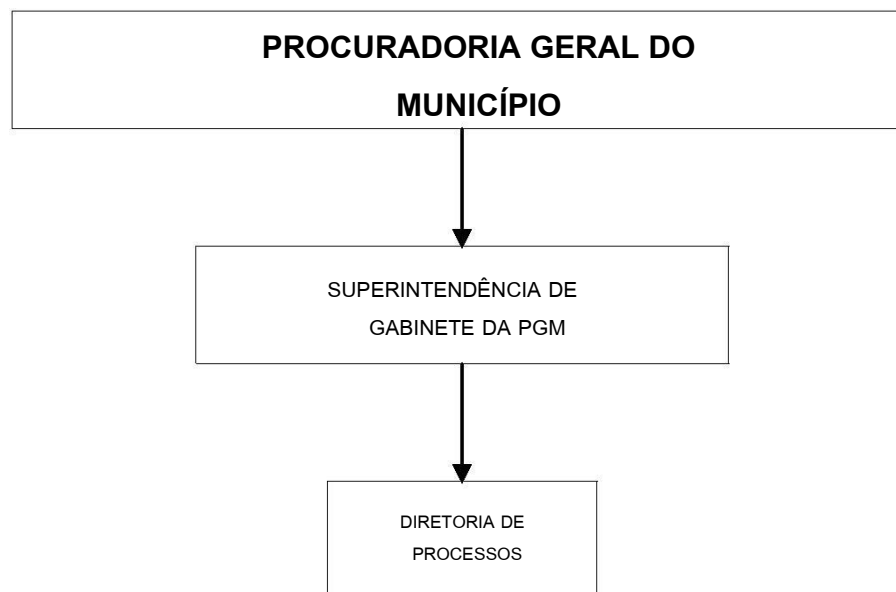 PROCURADORIA GERAL DO
MUNICÍPIO
SUPERINTENDÊNCIA DE
GABINETE DA PGM
DIRETORIA DE
PROCESSOS